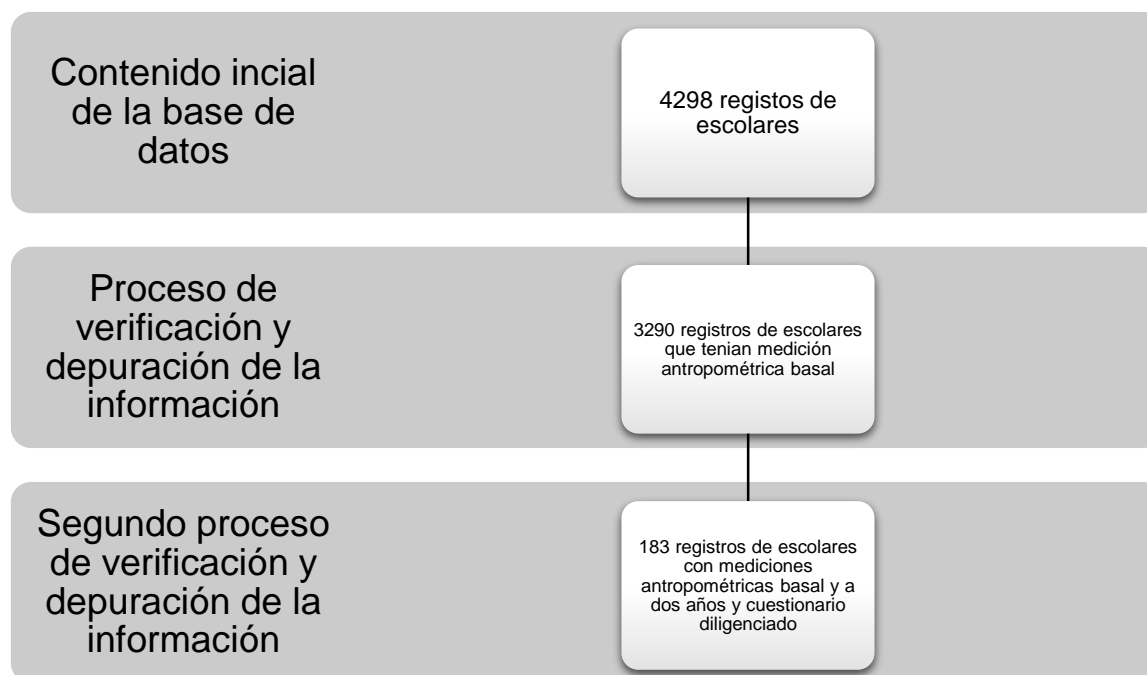 Contenido incial
de la base de
datos
4298 registos de
escolares
Proceso de
verificación y
depuración de la
información
3290 registros de escolares
que tenian medición
antropométrica basal
Segundo proceso
de verificación y
depuración de la
información
183 registros de escolares
con mediciones
antropométricas basal y a
dos años y cuestionario
diligenciado